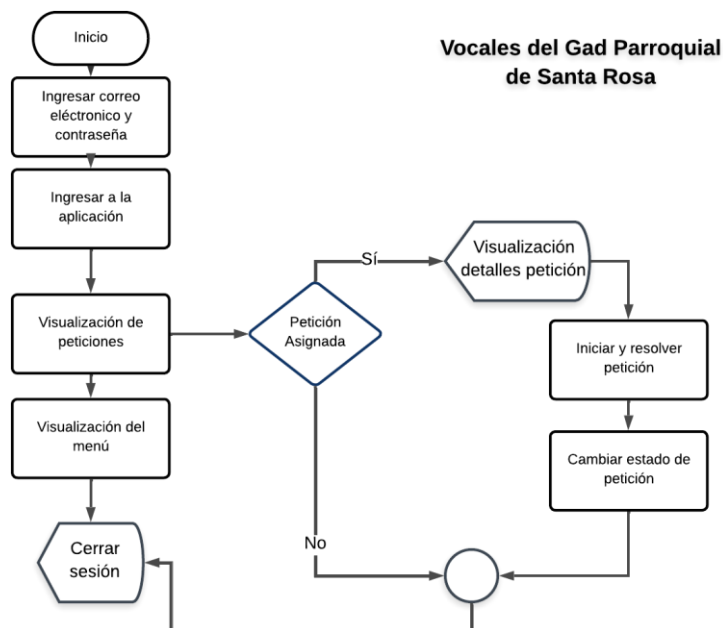 Inicio
Vocales del Gad Parroquial
de Santa Rosa
Ingresar correo
eléctronico y
contraseña
Ingresar a la
aplicación
Sí
Visualización
detalles petición
Visualización de
peticiones
Petición
Asignada
Iniciar y resolver
petición
Visualización del
menú
Cambiar estado de
petición
No
Cerrar
sesión